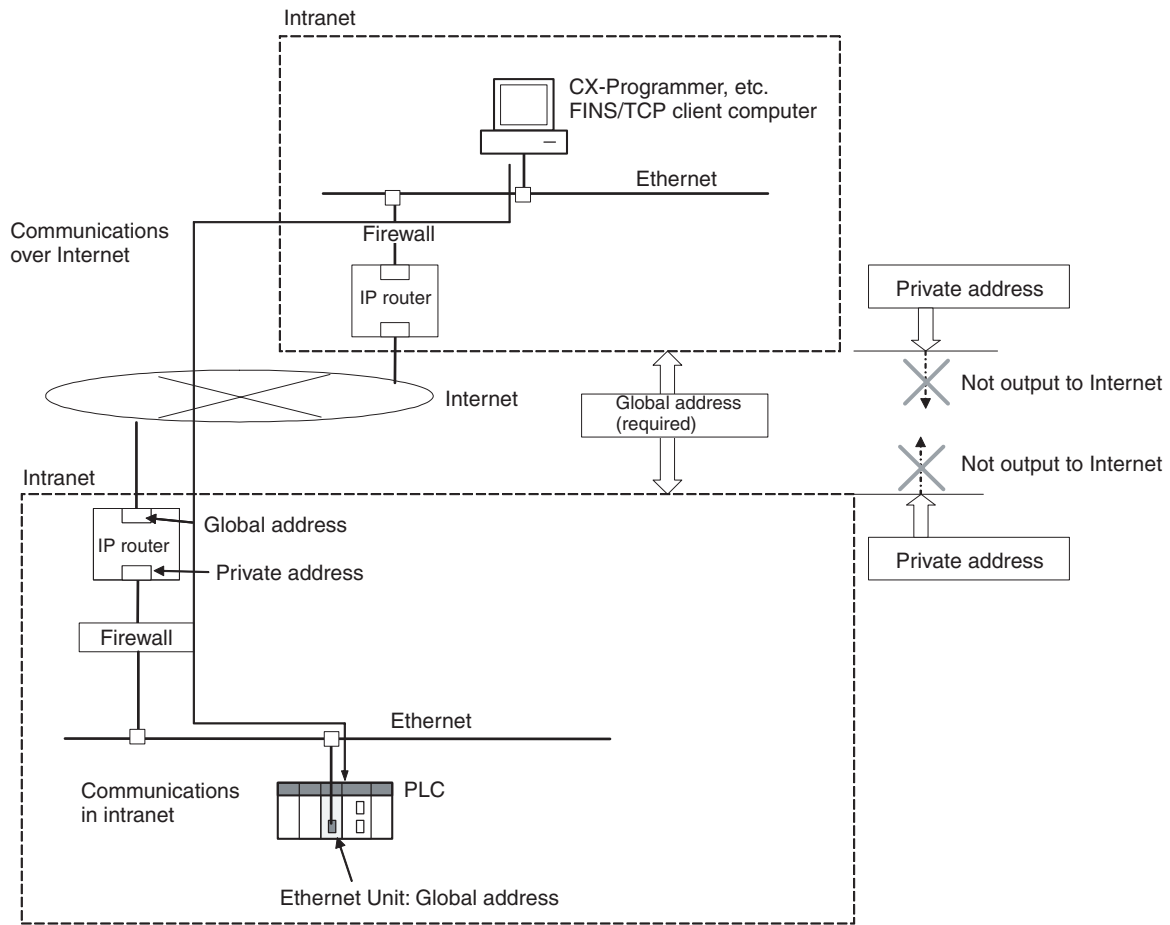 Intranet
CX-Programmer, etc.
FINS/TCP client computer
Ethernet
Communications
over Internet
Firewall
IP router
Private address
Not output to Internet
Internet
Global address
(required)
Not output to Internet
Intranet
Global address
IP router
Private address
Private address
Firewall
Ethernet
Communications
in intranet
PLC
Ethernet Unit: Global address